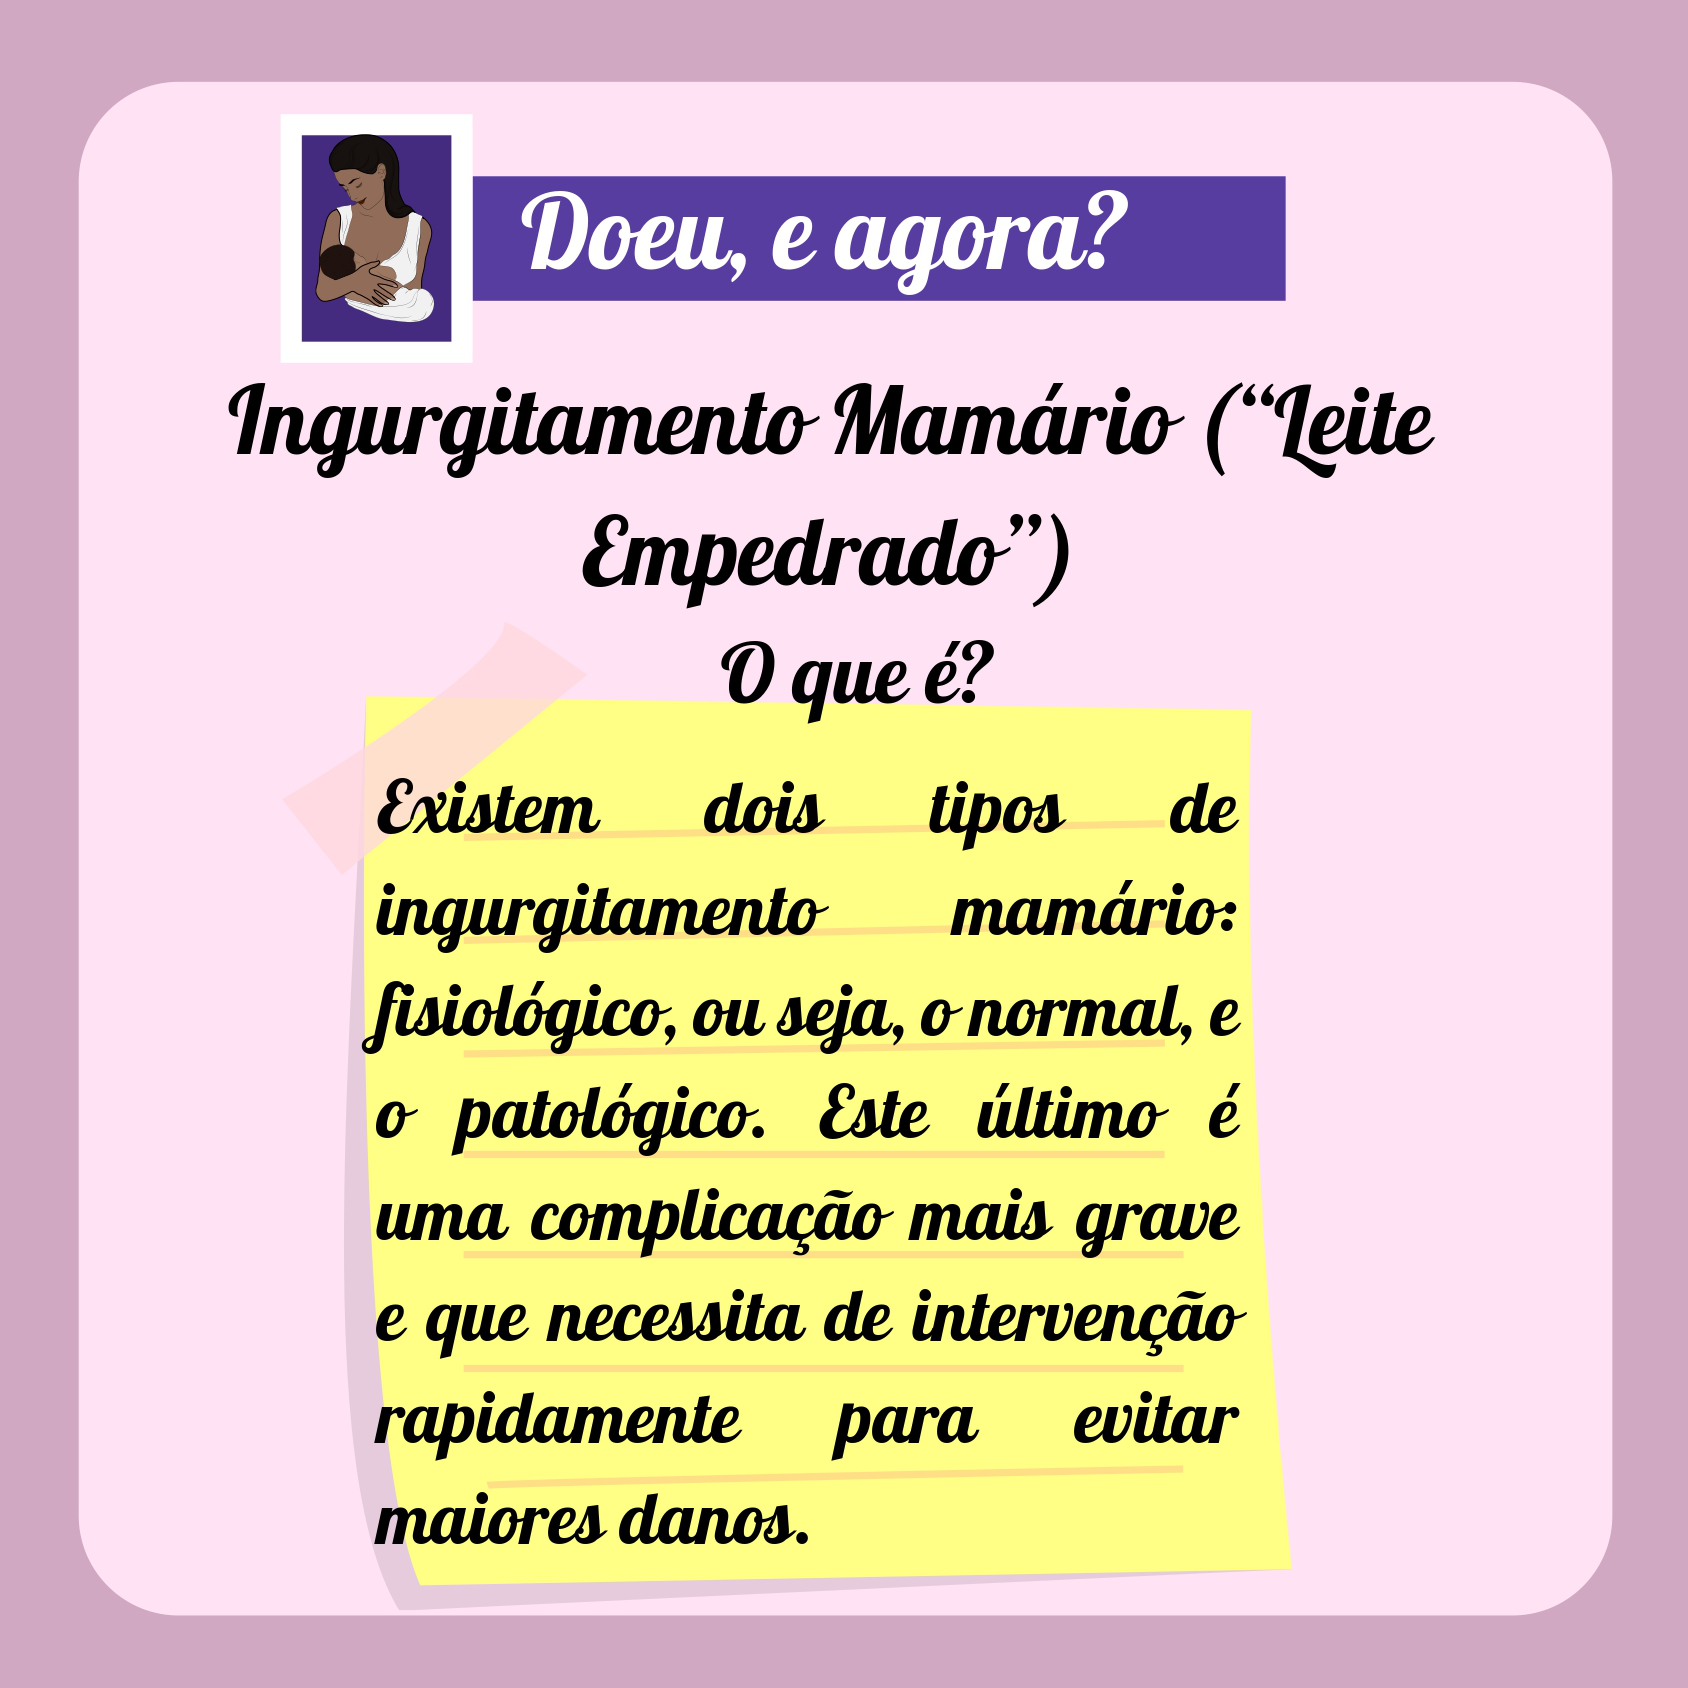 Doeu, e agora?
Ingurgitamento Mamário (“Leite
Empedrado”)
O que é?
Existem dois tipos de
ingurgitamento mamário:
fisiológico, ou seja, o normal, e
o patológico. Este último é
uma complicação mais grave
e que necessita de intervenção
rapidamente para evitar
maiores danos.